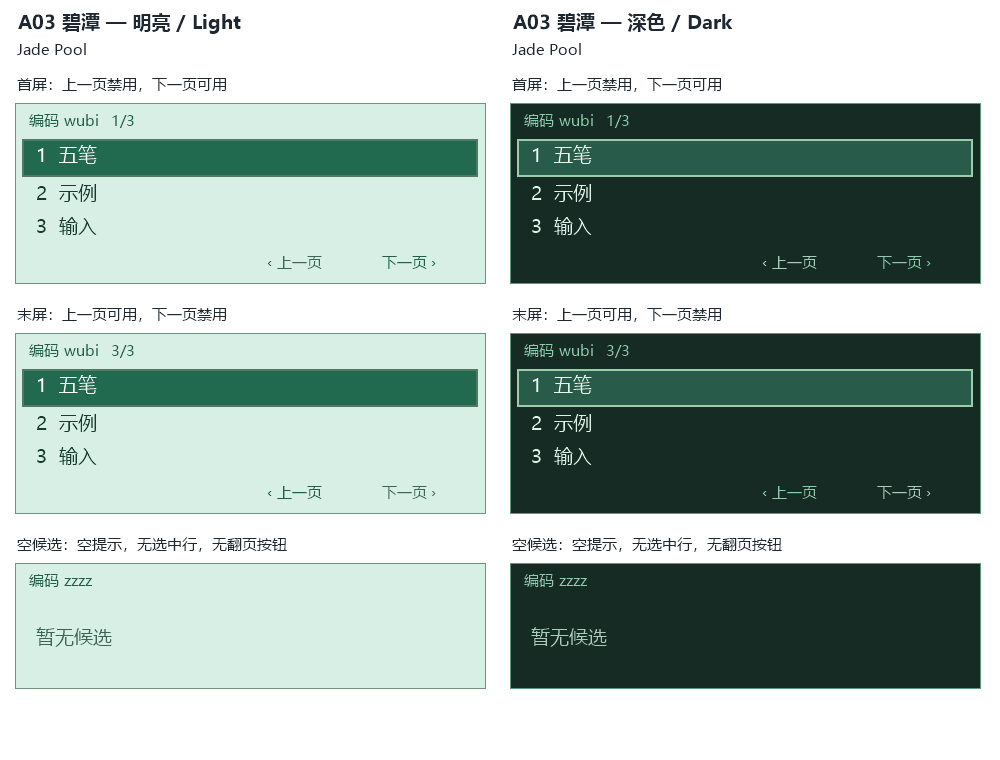 A03 碧潭 — 明亮 / Light
Jade Pool
首屏：上一页禁用，下一页可用
编码 wubi 1/3
1 五笔
2 示例
3 输入
‹ 上一页 下一页 ›
末屏：上一页可用，下一页禁用
编码 wubi 3/3
1 五笔
2 示例
3 输入
‹ 上一页 下一页 ›
空候选：空提示，无选中行，无翻页按钮
编码 zzzz
暂无候选
A03 碧潭 — 深色 / Dark
Jade Pool
首屏：上一页禁用，下一页可用
编码 wubi 1/3
1 五笔
2 示例
3 输入
‹ 上一页 下一页 ›
末屏：上一页可用，下一页禁用
编码 wubi 3/3
1 五笔
2 示例
3 输入
‹ 上一页 下一页 ›
空候选：空提示，无选中行，无翻页按钮
编码 zzzz
暂无候选